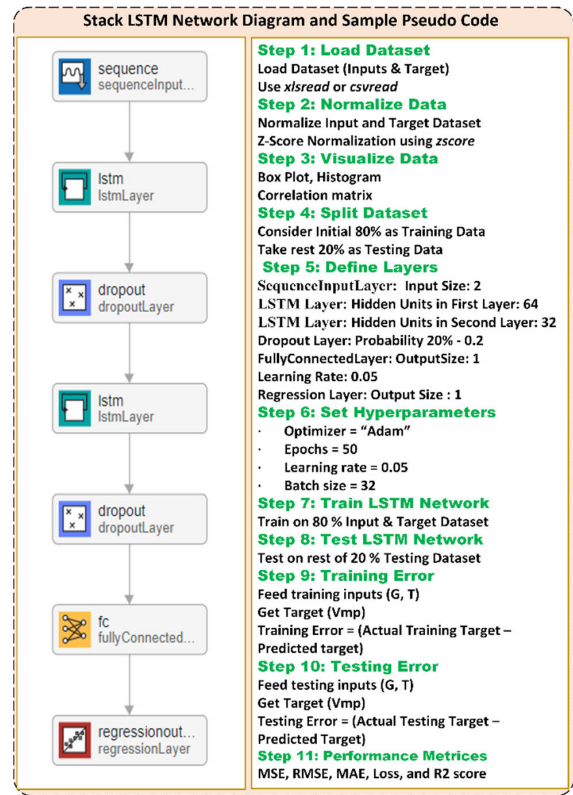 Stack LSTM Network Diagram and Sample Pseudo Code
sequence
sequenceInput...
lstm
lstmLayer
dropout
dropoutLayer
lstm
lstmLayer
dropout
dropoutLayer
fc
fullyConnected...
regressionout...
regressionLayer
Step 1: Load Dataset
Load Dataset (Inputs & Target)
Use xlsread or csvread
Step 2: Normalize Data
Normalize Input and Target Dataset
Z-Score Normalization using zscore
Step 3: Visualize Data
Box Plot, Histogram
Correlation matrix
Step 4: Split Dataset
Consider Initial 80% as Training Data
Take rest 20% as Testing Data
Step 5: Define Layers
SequenceInputLayer: Input Size: 2
LSTM Layer: Hidden Units in First Layer: 64
LSTM Layer: Hidden Units in Second Layer: 32
Dropout Layer: Probability 20% - 0.2
FullyConnectedLayer: OutputSize: 1
Learning Rate: 0.05
Regression Layer: Output Size : 1
Step 6: Set Hyperparameters
· Optimizer = “Adam”
· Epochs = 50
· Learning rate = 0.05
· Batch size = 32
Step 7: Train LSTM Network
Train on 80 % Input & Target Dataset
Step 8: Test LSTM Network
Test on rest of 20 % Testing Dataset
Step 9: Training Error
Feed training inputs (G, T)
Get Target (Vmp)
Training Error = (Actual Training Target –
Predicted target)
Step 10: Testing Error
Feed testing inputs (G, T)
Get Target (Vmp)
Testing Error = (Actual Testing Target –
Predicted Target)
Step 11: Performance Metrices
MSE, RMSE, MAE, Loss, and R2 score